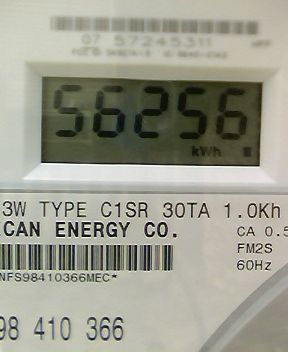 07 57245311
56256
kWh
3W TYPE C1SR 30TA 1.0Kh
CAN ENERGY CO.
CA 0.5
FM2S
60Hz
NFS98410366MEC*
98 410 366